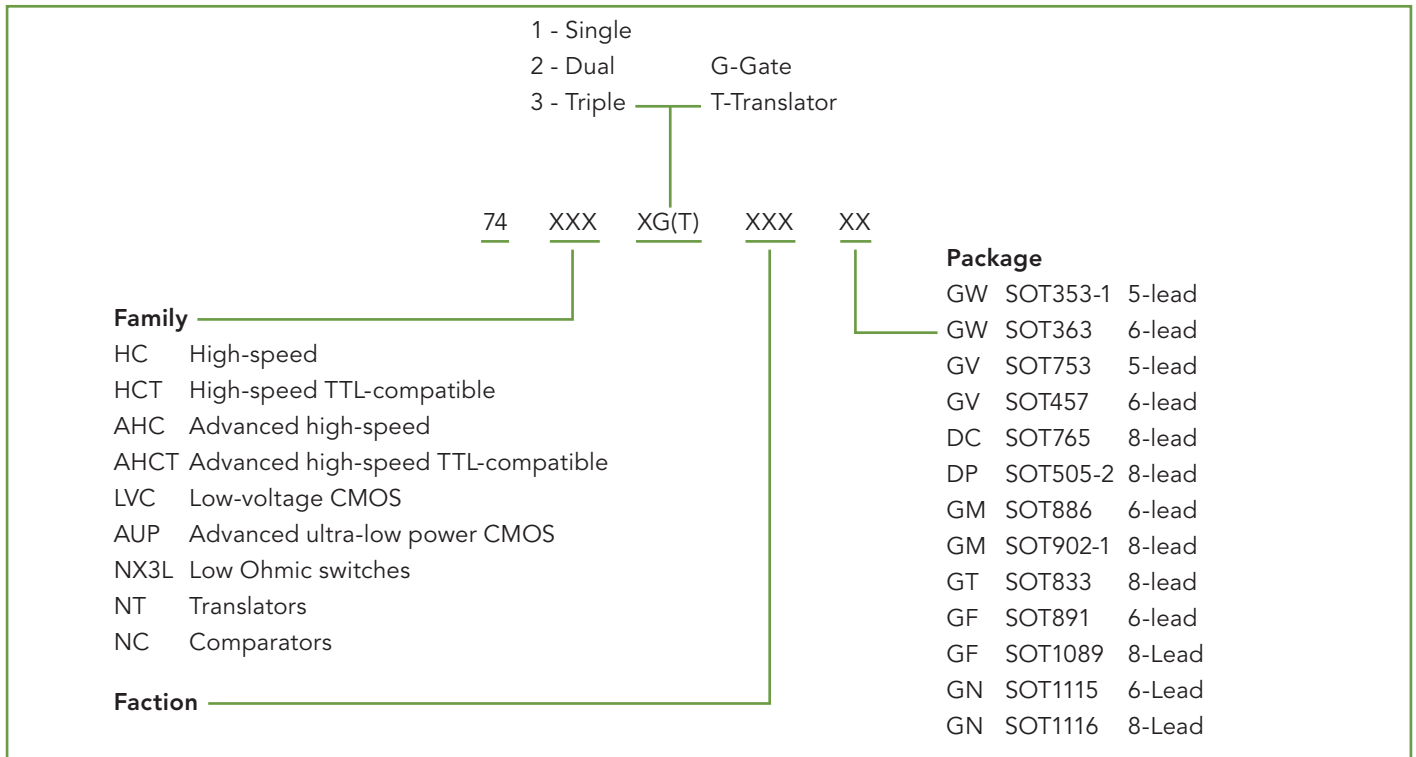 1 - Single
2 - Dual G-Gate
3 - Triple T-Translator
74 XXX XG(T) XXX XX
Family
HC High-speed
HCT High-speed TTL-compatible
AHC Advanced high-speed
AHCT Advanced high-speed TTL-compatible
LVC Low-voltage CMOS
AUP Advanced ultra-low power CMOS
NX3L Low Ohmic switches
NT Translators
NC Comparators
Faction
Package
GW SOT353-1 5-lead
GW SOT363 6-lead
GV SOT753 5-lead
GV SOT457 6-lead
DC SOT765 8-lead
DP SOT505-2 8-lead
GM SOT886 6-lead
GM SOT902-1 8-lead
GT SOT833 8-lead
GF SOT891 6-lead
GF SOT1089 8-Lead
GN SOT1115 6-Lead
GN SOT1116 8-Lead